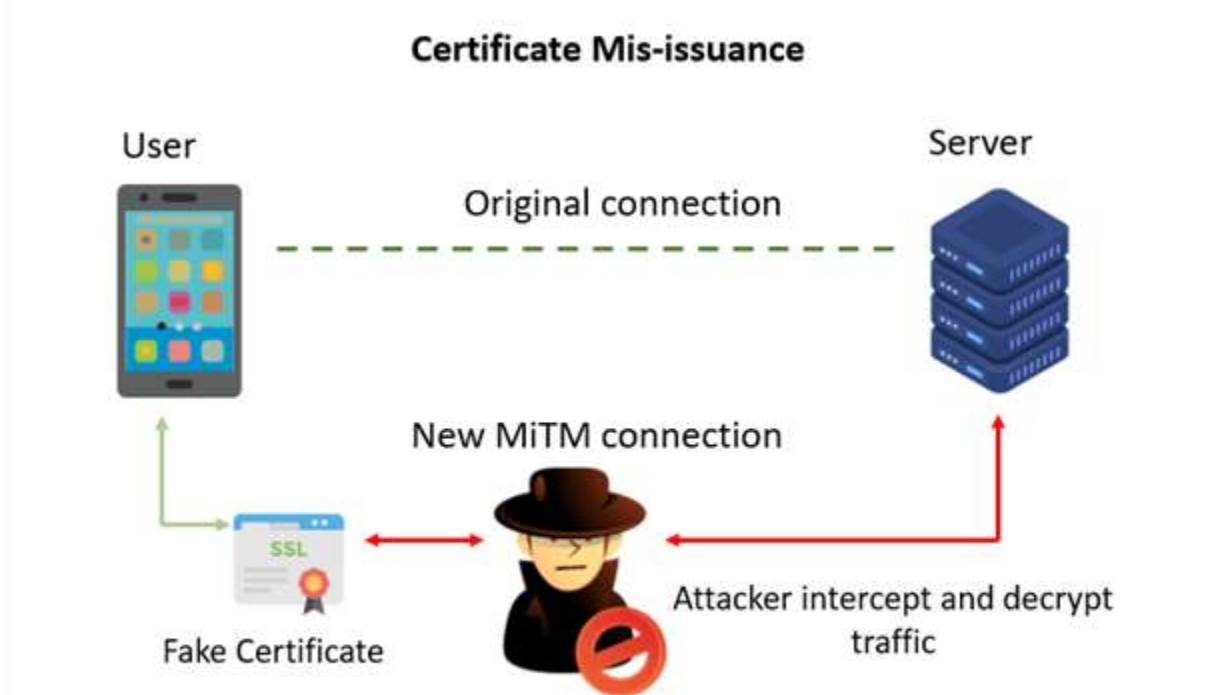 Certificate Mis-issuance
User
Server
Original connection
New MiTM connection
SSL
Fake Certificate
Attacker intercept and decrypt
traffic